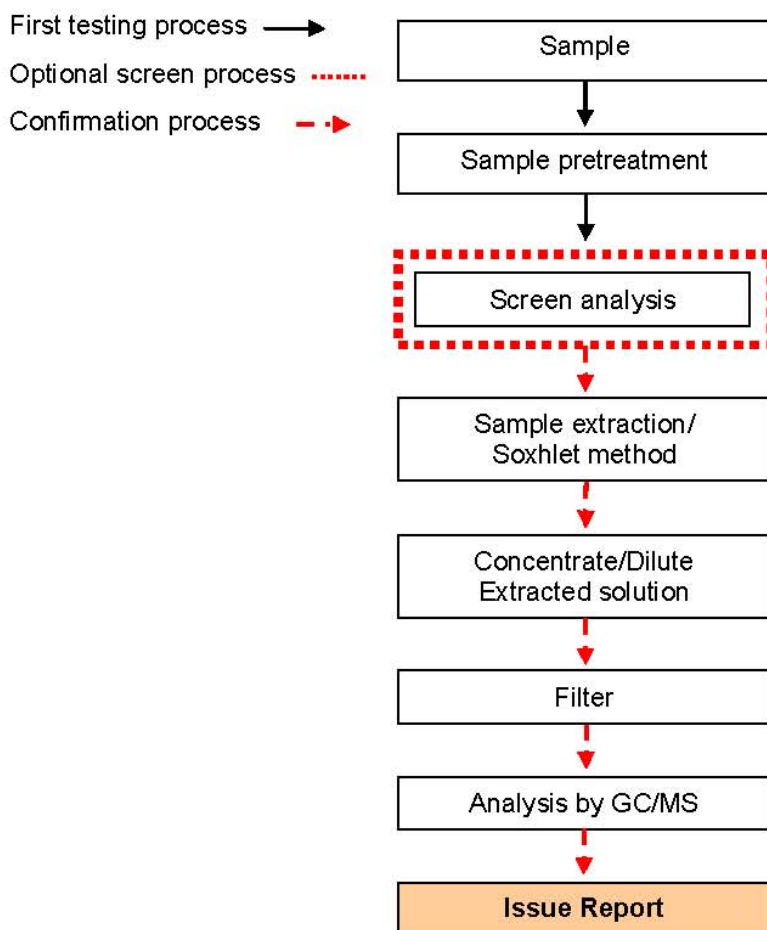 First testing process
Optional screen process
Confirmation process
Sample
Sample pretreatment
Screen analysis
Sample extraction/
Soxhlet method
Concentrate/Dilute
Extracted solution
Filter
Analysis by GC/MS
Issue Report